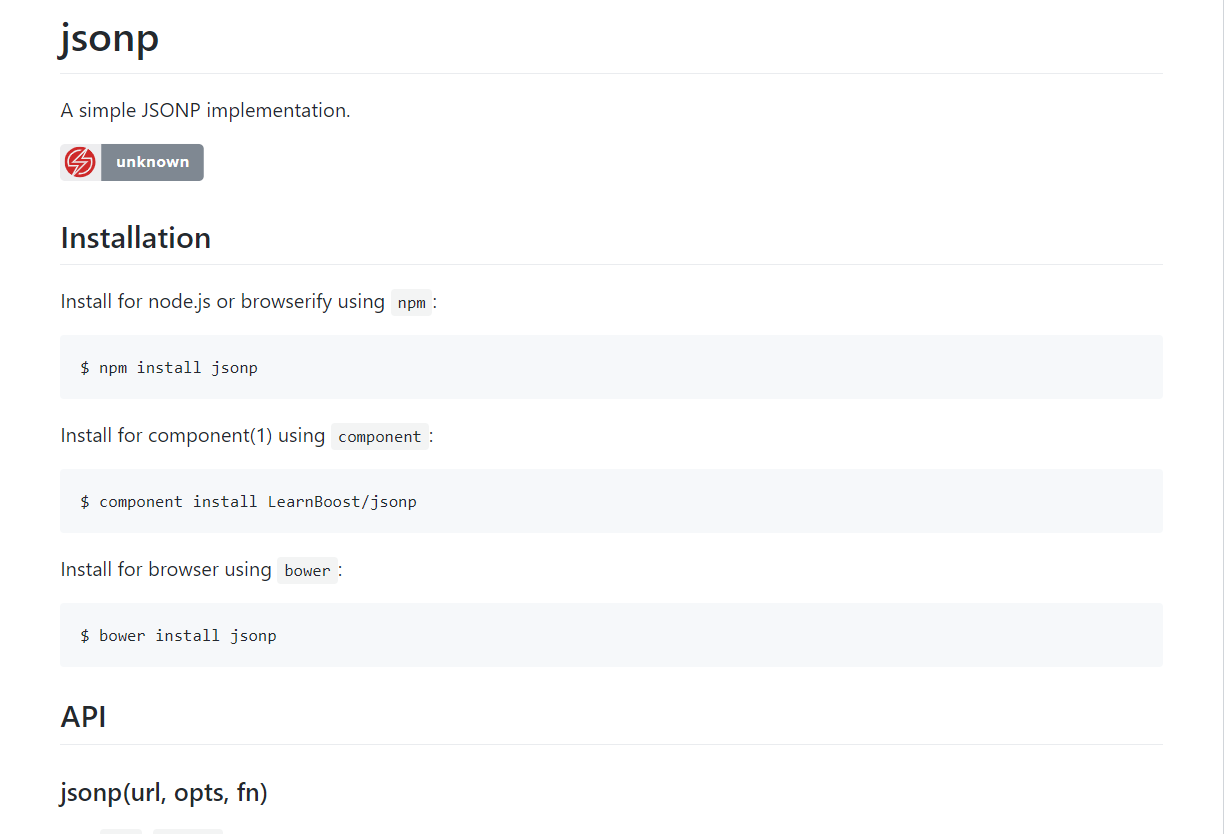 jsonp
A simple JSONP implementation.
unknown
Installation
Install for node.js or browserify using npm:
$ npm install jsonp
Install for component(1) using component:
$ component install LearnBoost/jsonp
Install for browser using bower:
$ bower install jsonp
API
jsonp(url, opts, fn)